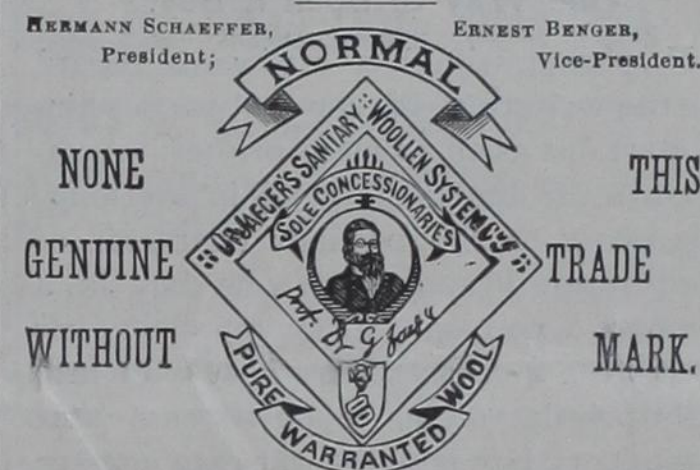 HERMANN SCHAEFFER,
President;
ERNEST BENGER,
Vice-President.
NORMAL
DR. JAEGER'S SANITARY WOOLLEN SYSTEM CO'S
SOLE CONCESSIONARIES
NONE
GENUINE
WITHOUT
THIS
TRADE
MARK.
Prof. Dr G Jaeger
PURE
WARRANTED
WOOL